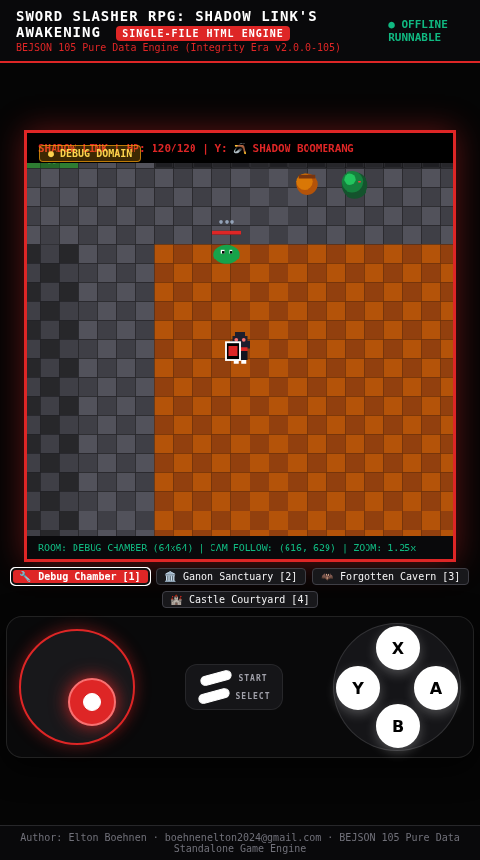 SWORD SLASHER RPG: SHADOW LINK'S
AWAKENING SINGLE-FILE HTML ENGINE
BEJSON 105 Pure Data Engine (Integrity Era v2.0.0-105)
● OFFLINE
RUNNABLE
SHADOW LINK | HP: 120/120 | Y: 🪃 SHADOW BOOMERANG
● DEBUG DOMAIN
•••
ROOM: DEBUG CHAMBER (64x64) | CAM FOLLOW: (616, 629) | ZOOM: 1.25x
🔧 Debug Chamber [1]
🏛️ Ganon Sanctuary [2]
🦇 Forgotten Cavern [3]
🏰 Castle Courtyard [4]
START
SELECT
X
Y
A
B
Author: Elton Boehnen · boehnenelton2024@gmail.com · BEJSON 105 Pure Data
Standalone Game Engine